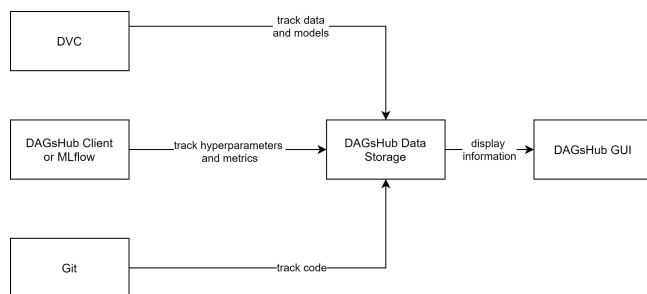 track data
and models
DVC
DAGsHub Client
or MLflow
track hyperparameters
and metrics
DAGsHub Data
Storage
display
information
DAGsHub GUI
Git
track code